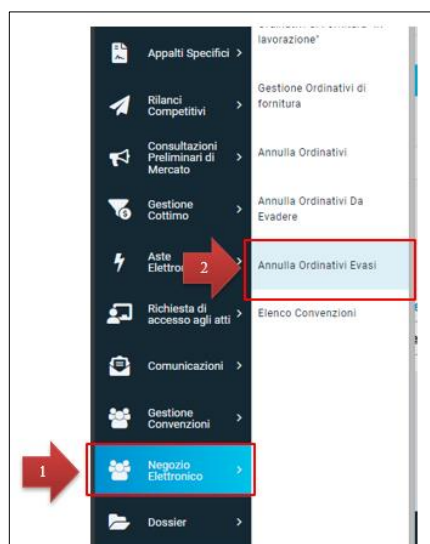 Appalti Specifici >
Rilanci
Competitivi >
Consultazioni
Preliminari di
Mercato >
Gestione
Cottimo >
Aste
2
Richiesta di
accesso agli atti >
Comunicazioni >
Gestione
Convenzioni >
1
Negozio
Elettronico >
Dossier >
lavorazione"
Gestione Ordinativi di
fornitura
Annulla Ordinativi
Annulla Ordinativi Da
Evadere
Annulla Ordinativi Evasi
Elenco Convenzioni